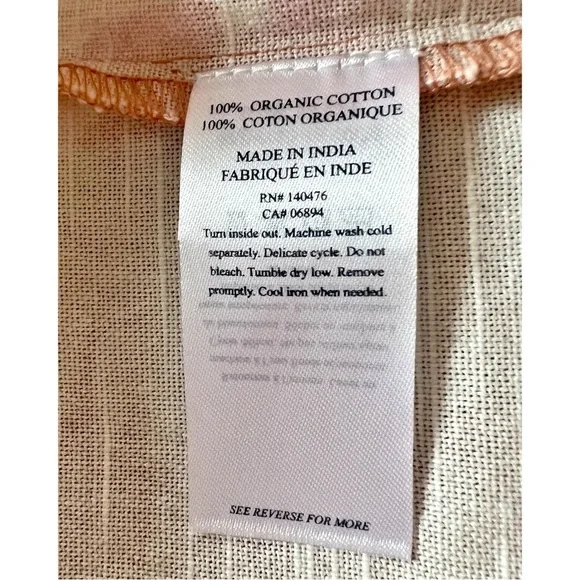 100% ORGANIC COTTON
100% COTON ORGANIQUE
MADE IN INDIA
FABRIQUÉ EN INDE
RN# 140476
CA# 06894
Turn inside out. Machine wash cold
separately. Delicate cycle. Do not
bleach. Tumble dry low. Remove
promptly. Cool iron when needed.
SEE REVERSE FOR MORE